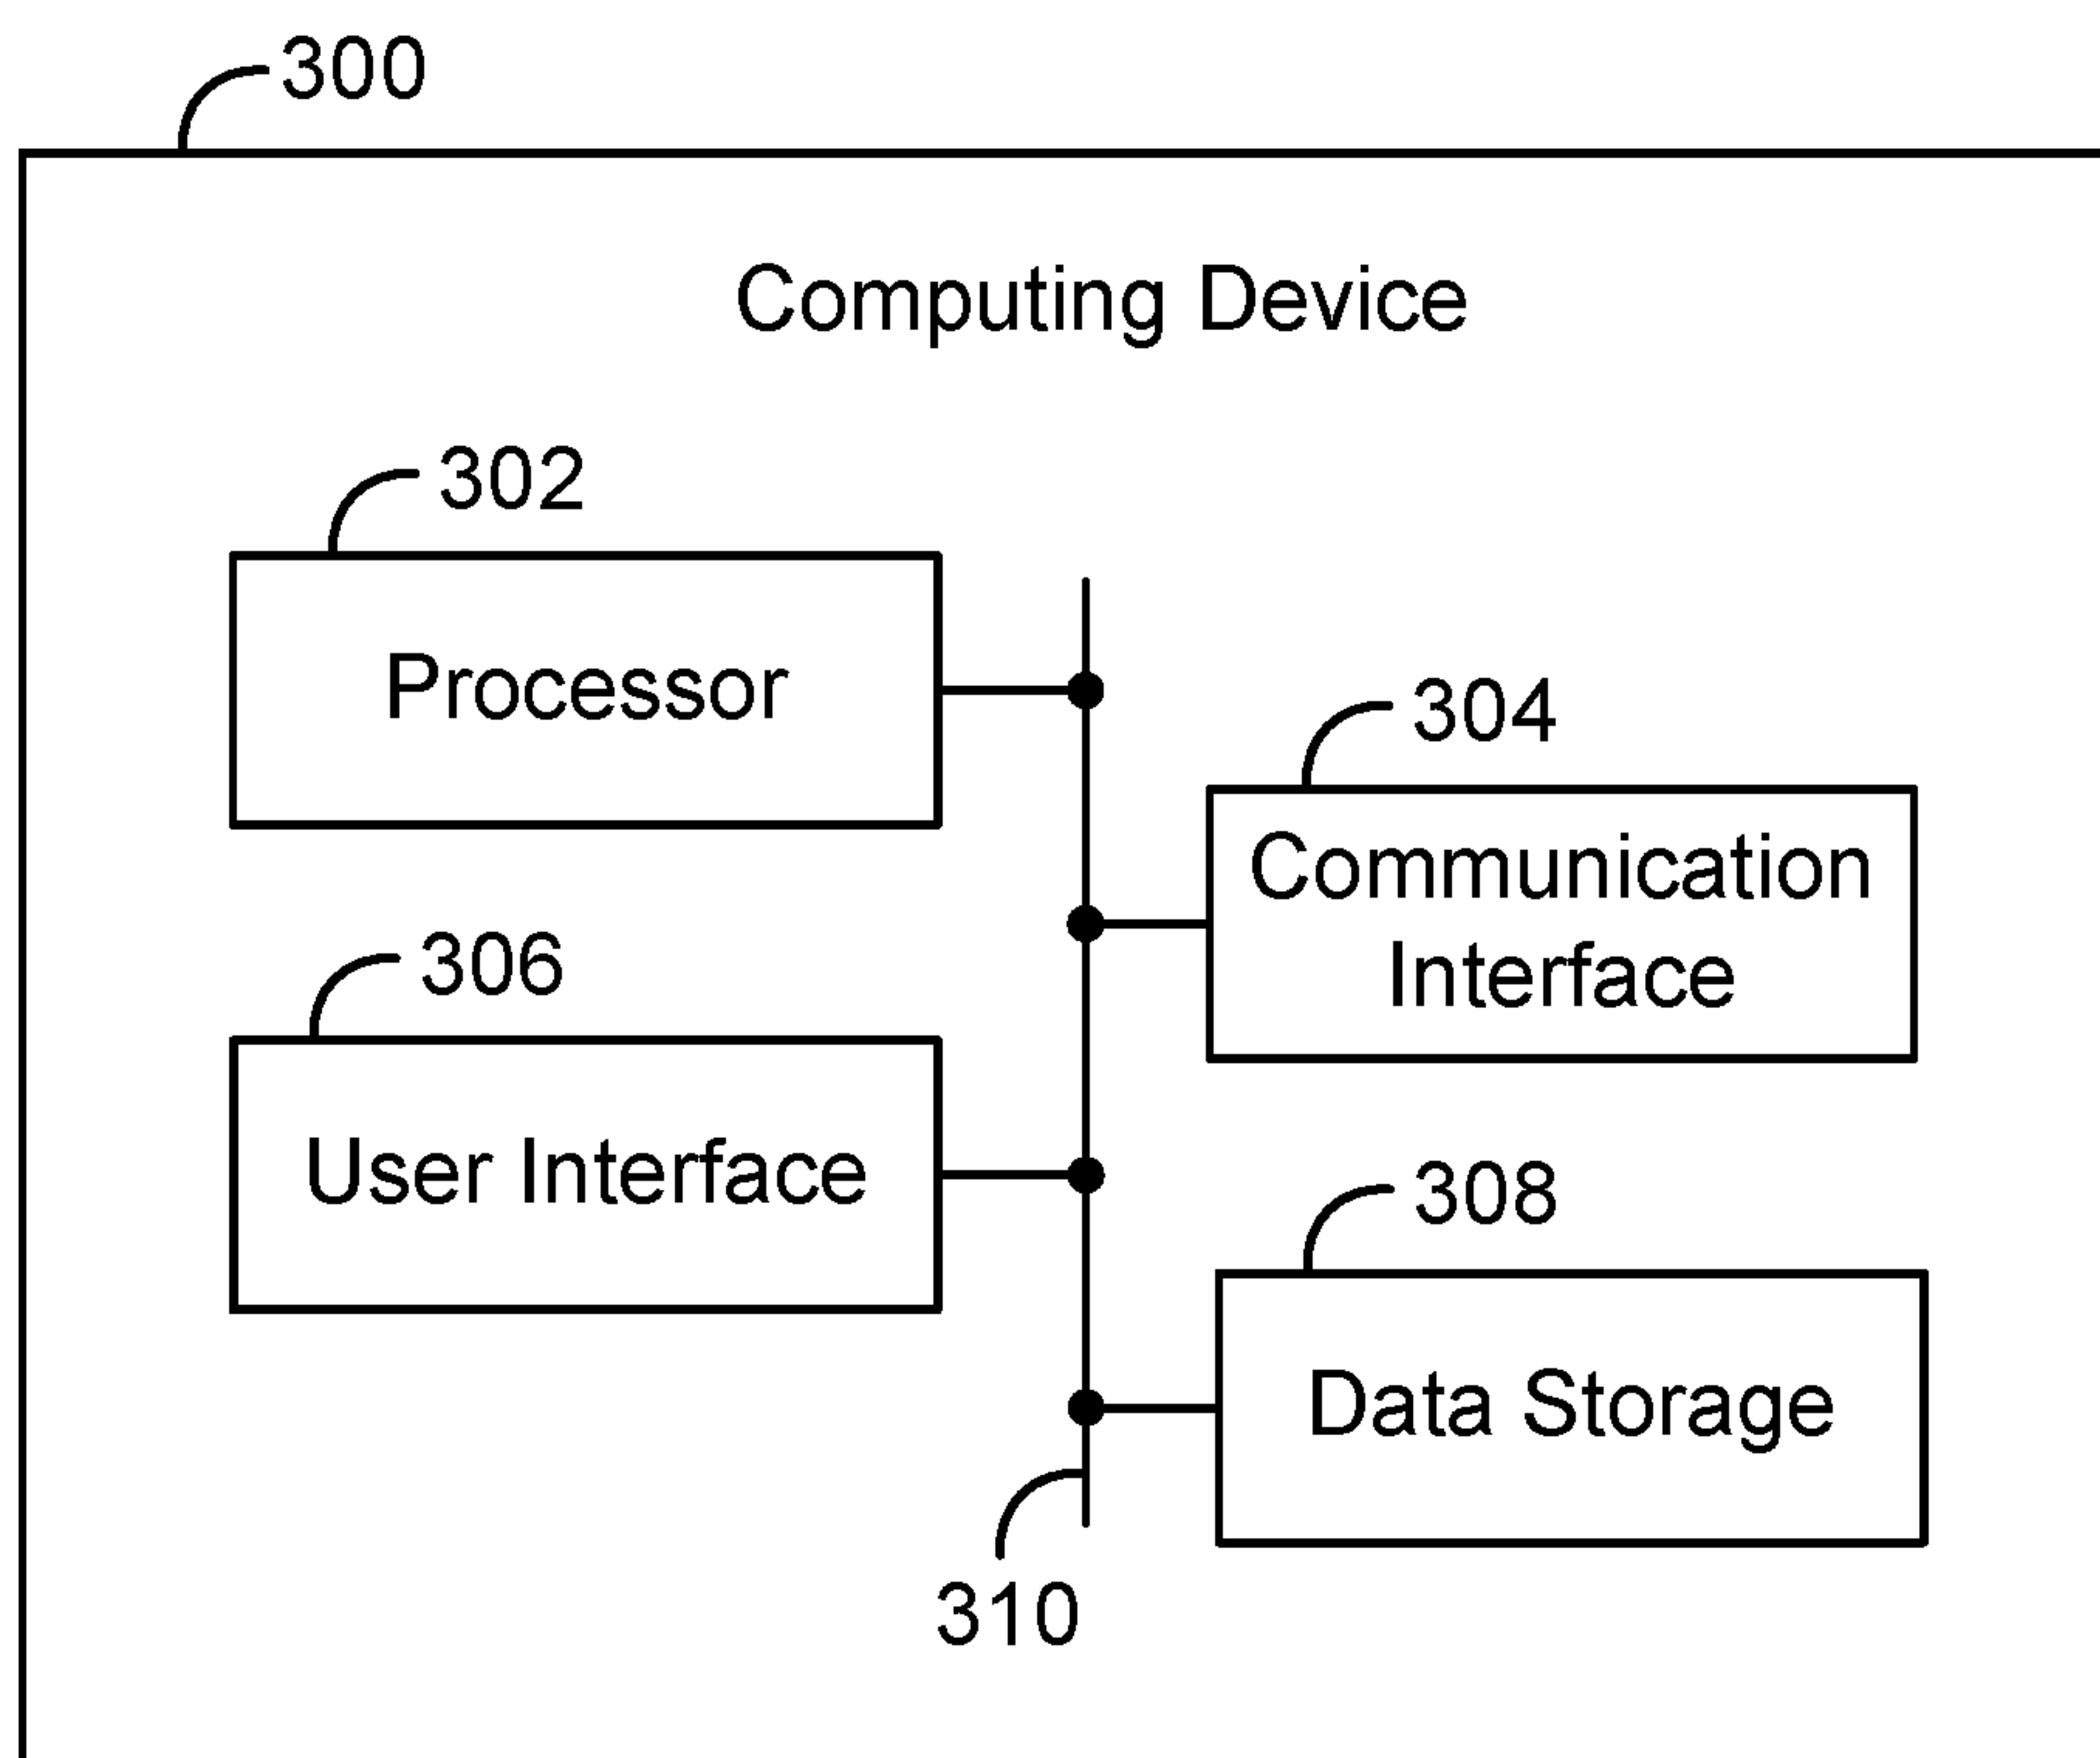 300
Computing Device
302
Processor
304
Communication
Interface
306
User Interface
308
Data Storage
310